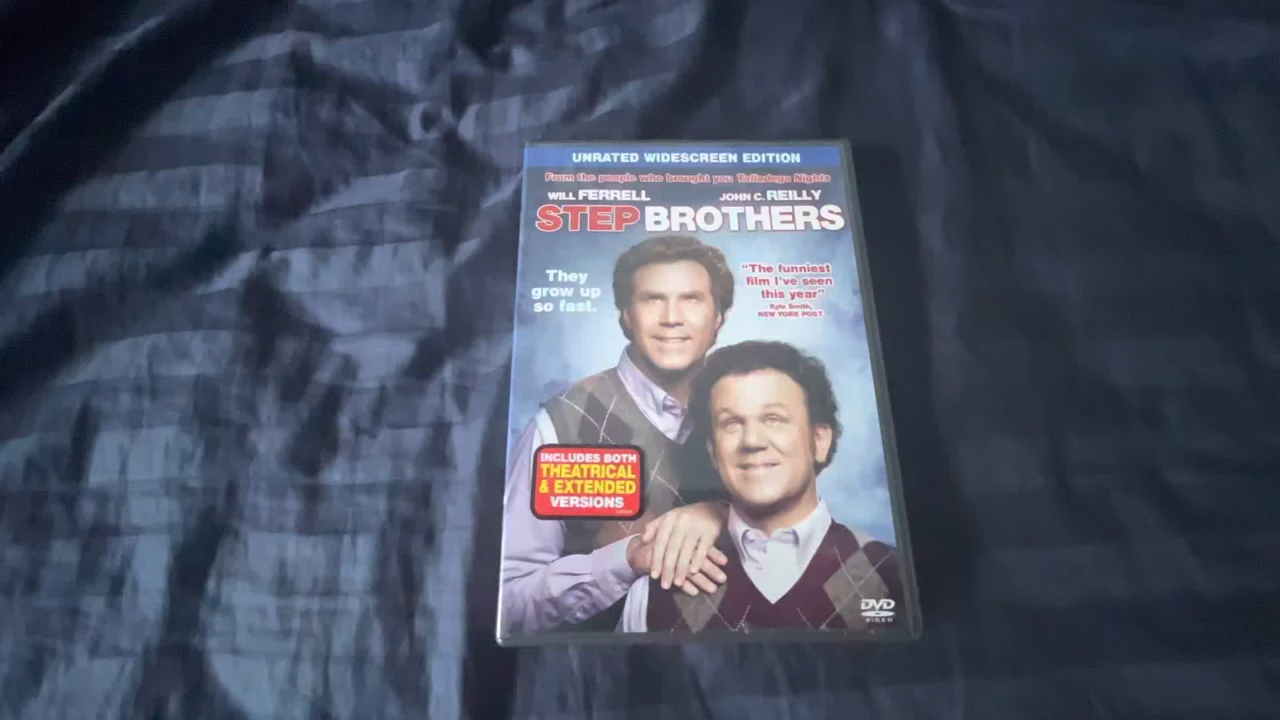 UNRATED WIDESCREEN EDITION
From the people who brought you Talladega Nights
WILL FERRELL JOHN C. REILLY
STEP BROTHERS
They
grow up
so fast.
"The funniest
film I've seen
this year"
Kyle Smith,
NEW YORK POST
INCLUDES BOTH
THEATRICAL
& EXTENDED
VERSIONS
DVD
VIDEO